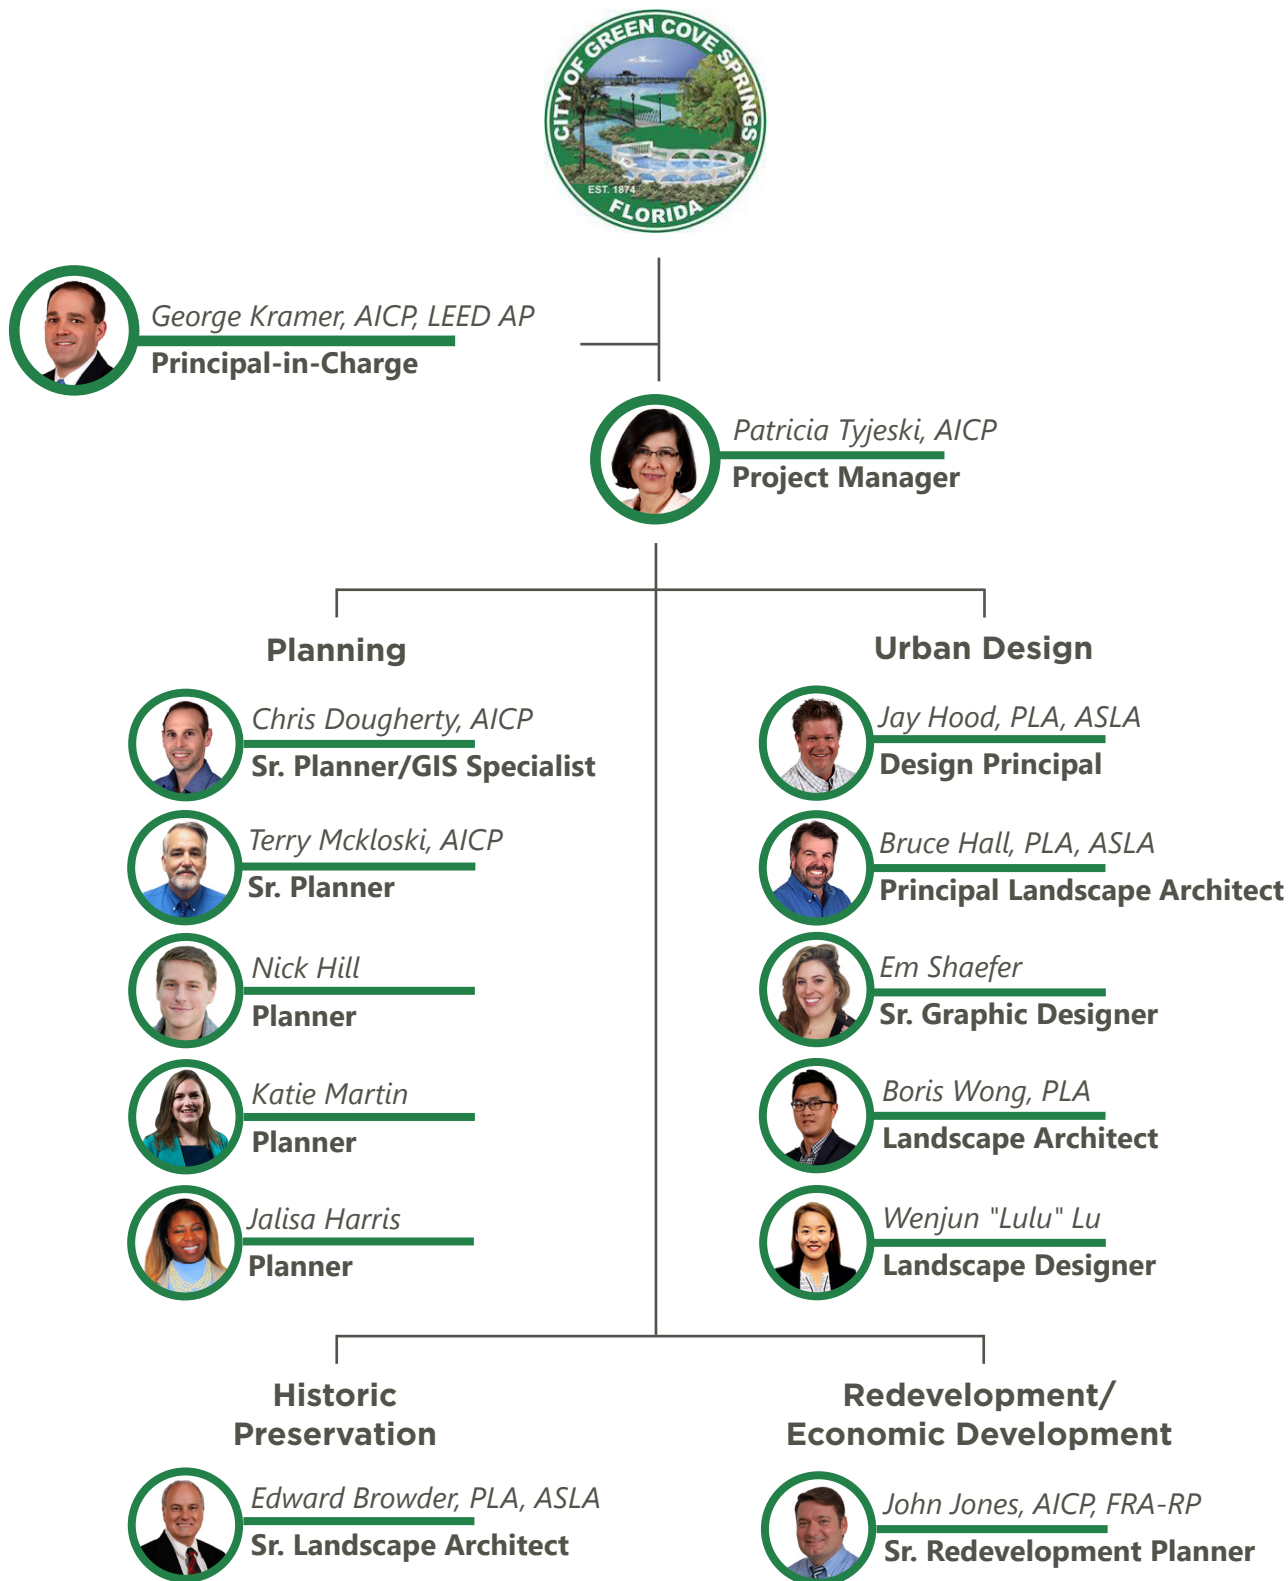 CITY OF GREEN COVE SPRINGS
EST. 1874
FLORIDA
George Kramer, AICP, LEED AP
Principal-in-Charge
Patricia Tyjeski, AICP
Project Manager
Planning
Chris Dougherty, AICP
Sr. Planner/GIS Specialist
Terry Mckloski, AICP
Sr. Planner
Nick Hill
Planner
Katie Martin
Planner
Jalisa Harris
Planner
Urban Design
Jay Hood, PLA, ASLA
Design Principal
Bruce Hall, PLA, ASLA
Principal Landscape Architect
Em Shaefer
Sr. Graphic Designer
Boris Wong, PLA
Landscape Architect
Wenjun "Lulu" Lu
Landscape Designer
Historic
Preservation
Edward Browder, PLA, ASLA
Sr. Landscape Architect
Redevelopment/
Economic Development
John Jones, AICP, FRA-RP
Sr. Redevelopment Planner